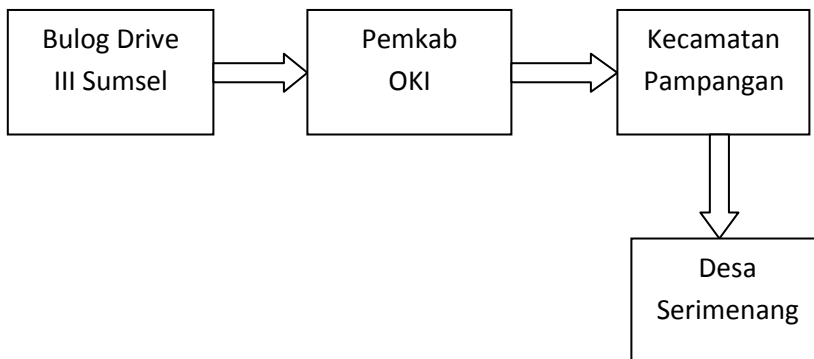 Bulog Drive
III Sumsel
Pemkab
OKI
Kecamatan
Pampangan
Desa
Serimenang